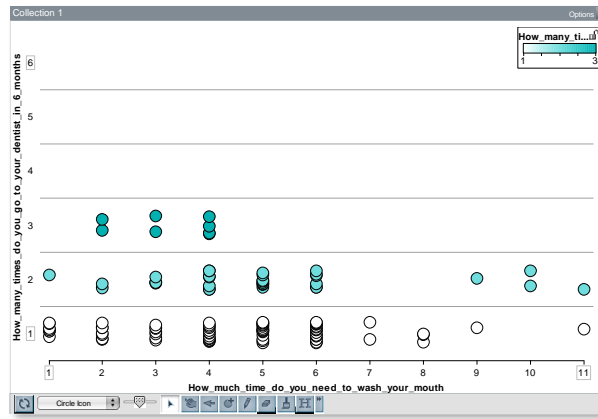 Collection 1
Options
How_many_ti...
1 3
How_many_times_do_you_go_to_your_dentist_in_6_months
6
5
4
3
2
1
1 2 3 4 5 6 7 8 9 10 11
How_much_time_do_you_need_to_wash_your_mouth
Circle Icon